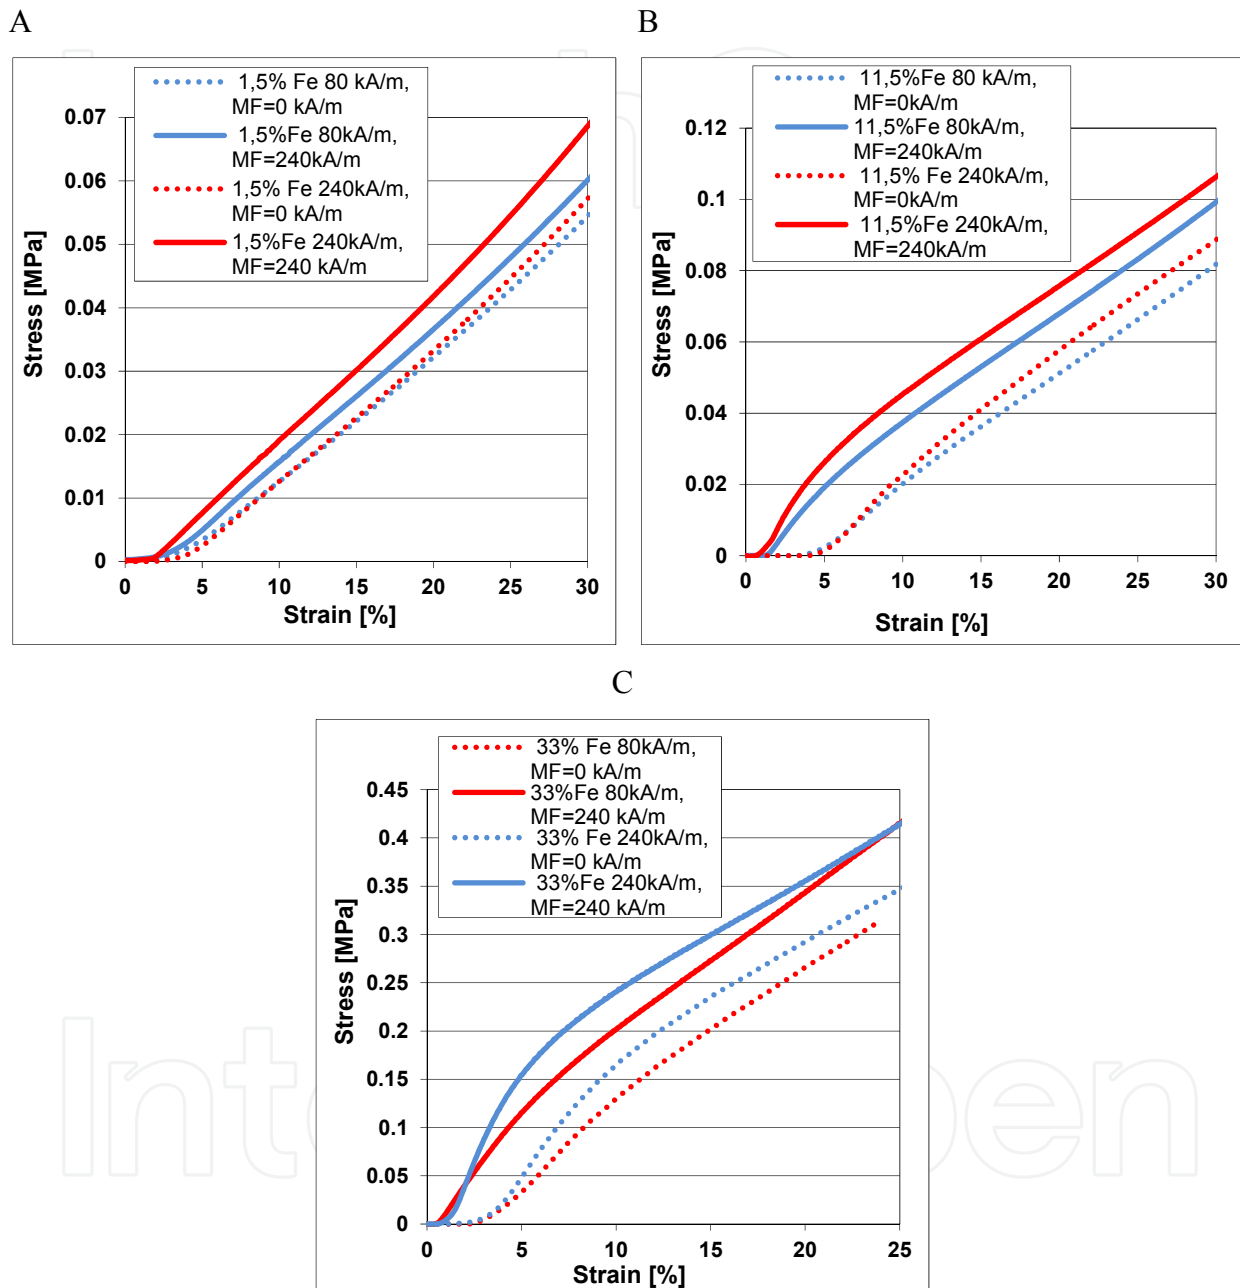 A
1,5% Fe 80 kA/m,
MF=0 kA/m
1,5%Fe 80kA/m,
MF=240kA/m
1,5% Fe 240kA/m,
MF=0 kA/m
1,5%Fe 240kA/m,
MF=240 kA/m
Stress [MPa]
0.07
0.06
0.05
0.04
0.03
0.02
0.01
0
0 5 10 15 20 25 30
Strain [%]
B
11,5%Fe 80 kA/m,
MF=0kA/m
11,5%Fe 80kA/m,
MF=240kA/m
11,5% Fe 240kA/m,
MF=0kA/m
11,5%Fe 240kA/m,
MF=240kA/m
Stress [MPa]
0.12
0.1
0.08
0.06
0.04
0.02
0
0 5 10 15 20 25 30
Strain [%]
C
33% Fe 80kA/m,
MF=0 kA/m
33%Fe 80kA/m,
MF=240 kA/m
33% Fe 240kA/m,
MF=0 kA/m
33%Fe 240kA/m,
MF=240 kA/m
Stress [MPa]
0.45
0.4
0.35
0.3
0.25
0.2
0.15
0.1
0.05
0
0 5 10 15 20 25
Strain [%]